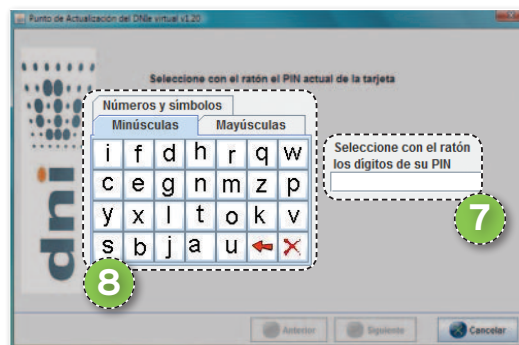 Punto de Actualización del DNIe virtual v1.20
Seleccione con el ratón el PIN actual de la tarjeta
Números y símbolos
Minúsculas Mayúsculas
i f d h r q w
c e g n m z p
y x l t o k v
s b j a u
Seleccione con el ratón
los dígitos de su PIN
7
8
dni
Anterior Siguiente Cancelar